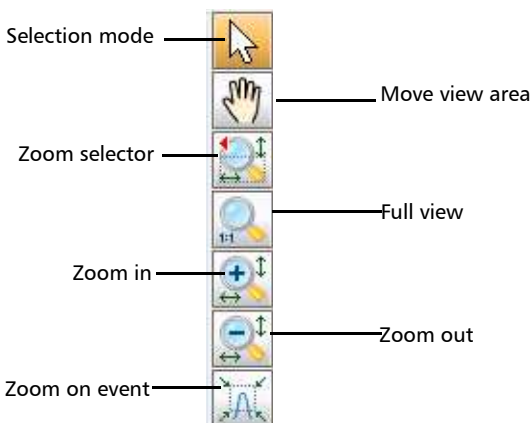 Selection mode
Move view area
Zoom selector
Full view
1:1
Zoom in
Zoom out
Zoom on event